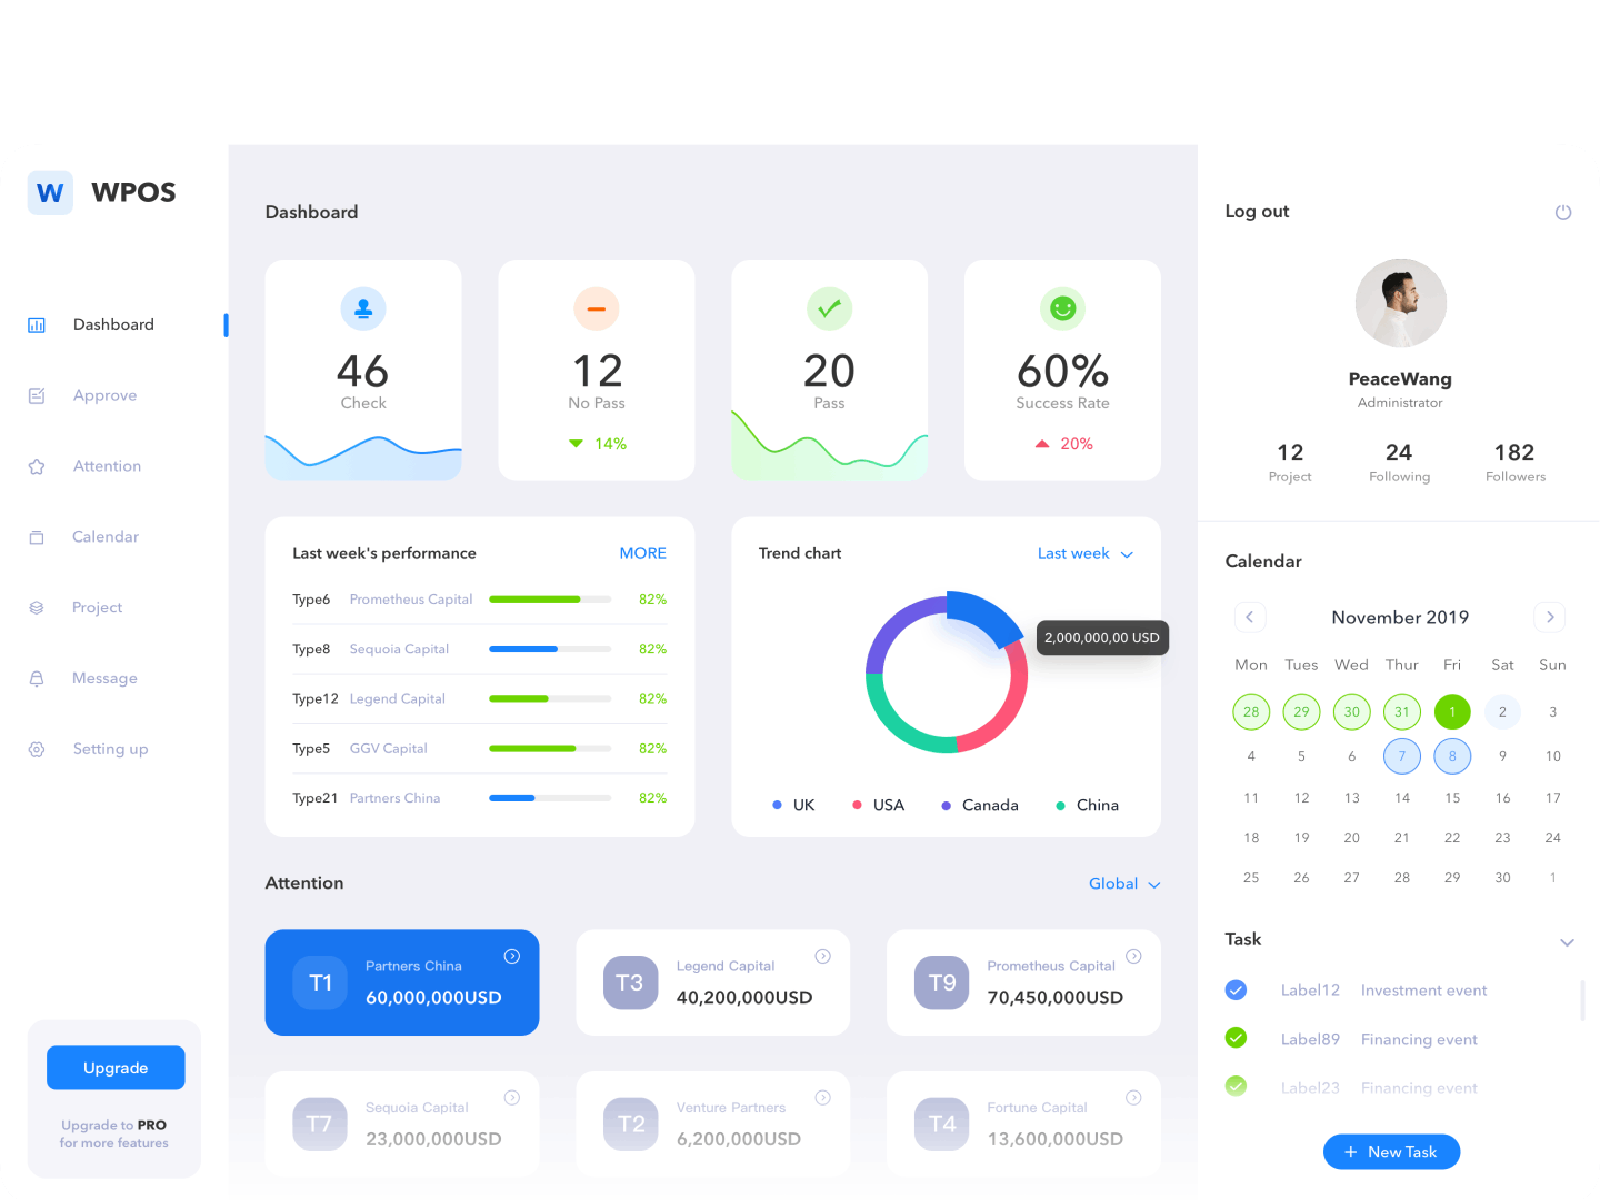 W WPOS
Dashboard
Approve
Attention
Calendar
Project
Message
Setting up
Upgrade
Upgrade to PRO
for more features
Dashboard
46
Check
12
No Pass
14%
20
Pass
60%
Success Rate
20%
Last week's performance MORE
Type6 Prometheus Capital 82%
Type8 Sequoia Capital 82%
Type12 Legend Capital 82%
Type5 GGV Capital 82%
Type21 Partners China 82%
Trend chart Last week
2,000,000,00 USD
UK USA Canada China
Attention Global
T1 Partners China
60,000,000USD
T3 Legend Capital
40,200,000USD
T9 Prometheus Capital
70,450,000USD
T7 Sequoia Capital
23,000,000USD
T2 Venture Partners
6,200,000USD
T4 Fortune Capital
13,600,000USD
Log out
PeaceWang
Administrator
12 24 182
Project Following Followers
Calendar
November 2019
Mon Tues Wed Thur Fri Sat Sun
28 29 30 31 1 2 3
4 5 6 7 8 9 10
11 12 13 14 15 16 17
18 19 20 21 22 23 24
25 26 27 28 29 30 1
Task
Label12 Investment event
Label89 Financing event
Label23 Financing event
+ New Task